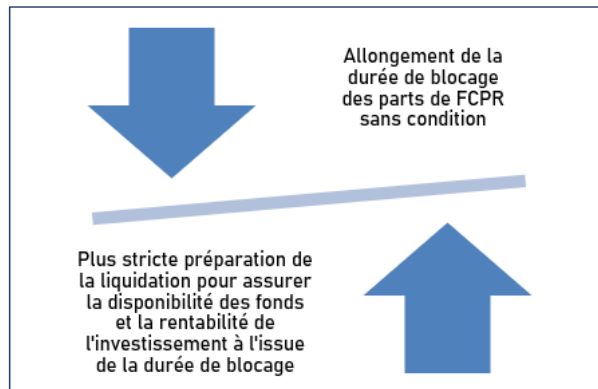 Allongement de la
durée de blocage
des parts de FCPR
sans condition
Plus stricte préparation de
la liquidation pour assurer
la disponibilité des fonds
et la rentabilité de
l'investissement à l'issue
de la durée de blocage